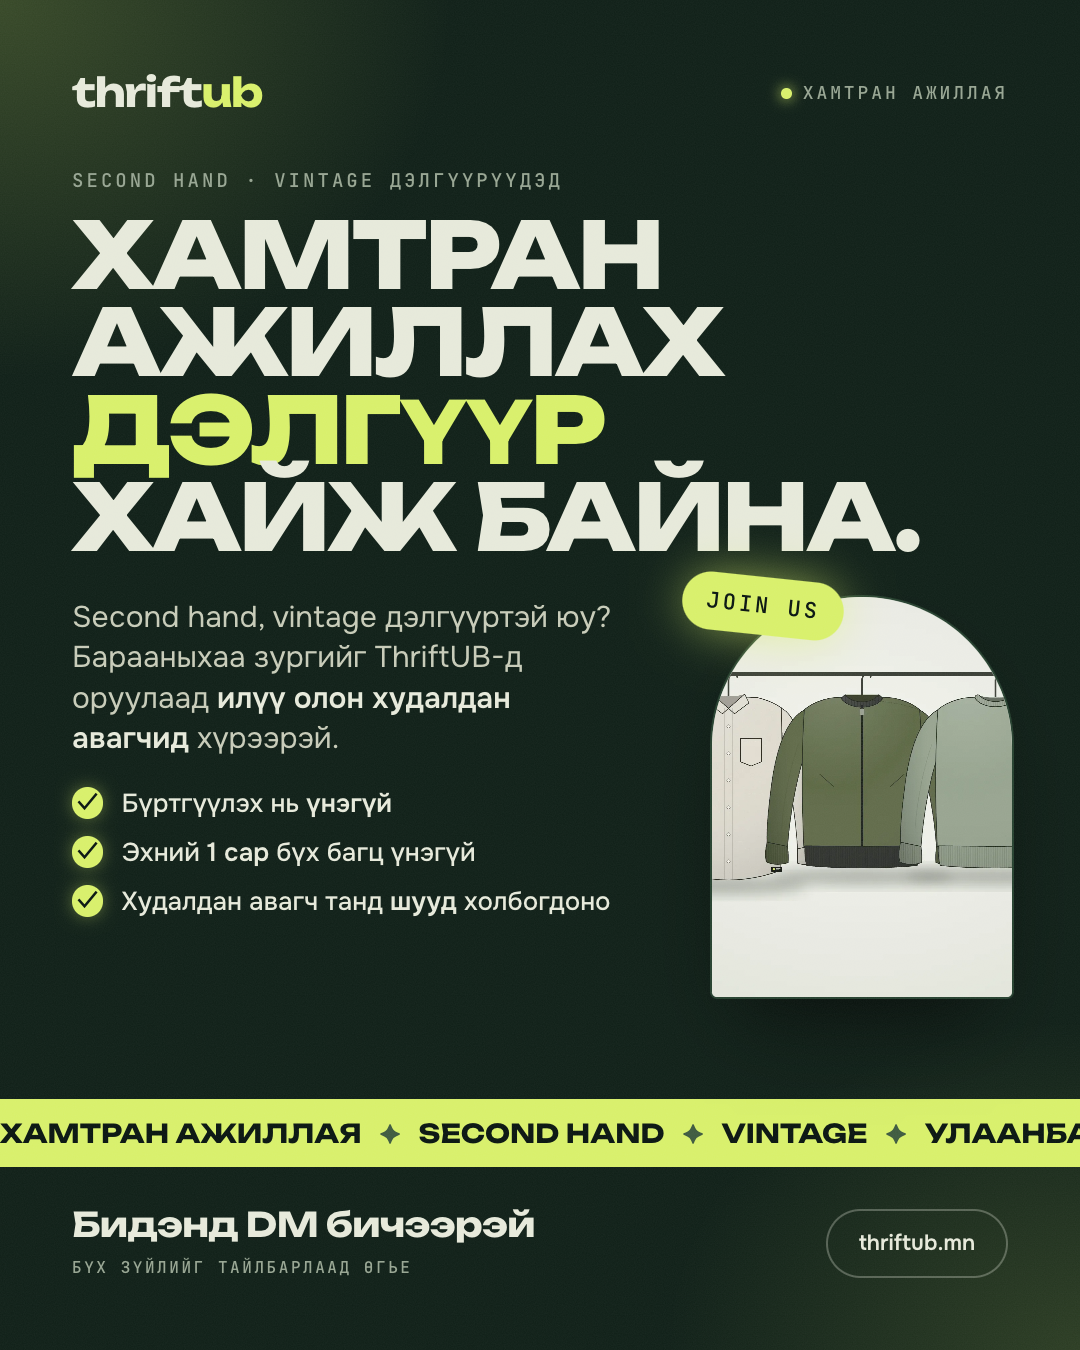 thriftub
ХАМТРАН АЖИЛЛАЯ
SECOND HAND · VINTAGE ДЭЛГҮҮРҮҮДЭД
ХАМТРАН
АЖИЛЛАХ
ДЭЛГҮҮР
ХАЙЖ БАЙНА.
JOIN US
Second hand, vintage дэлгүүртэй юу?
Барааныхаа зургийг ThriftUB-д
оруулаад илүү олон худалдан
авагчид хүрээрэй.
Бүртгүүлэх нь үнэгүй
Эхний 1 сар бүх багц үнэгүй
Худалдан авагч танд шууд холбогдоно
ХАМТРАН АЖИЛЛАЯ ✦ SECOND HAND ✦ VINTAGE ✦ УЛААНБА
Бидэнд DM бичээрэй
БҮХ ЗҮЙЛИЙГ ТАЙЛБАРЛААД ӨГЬЕ
thriftub.mn